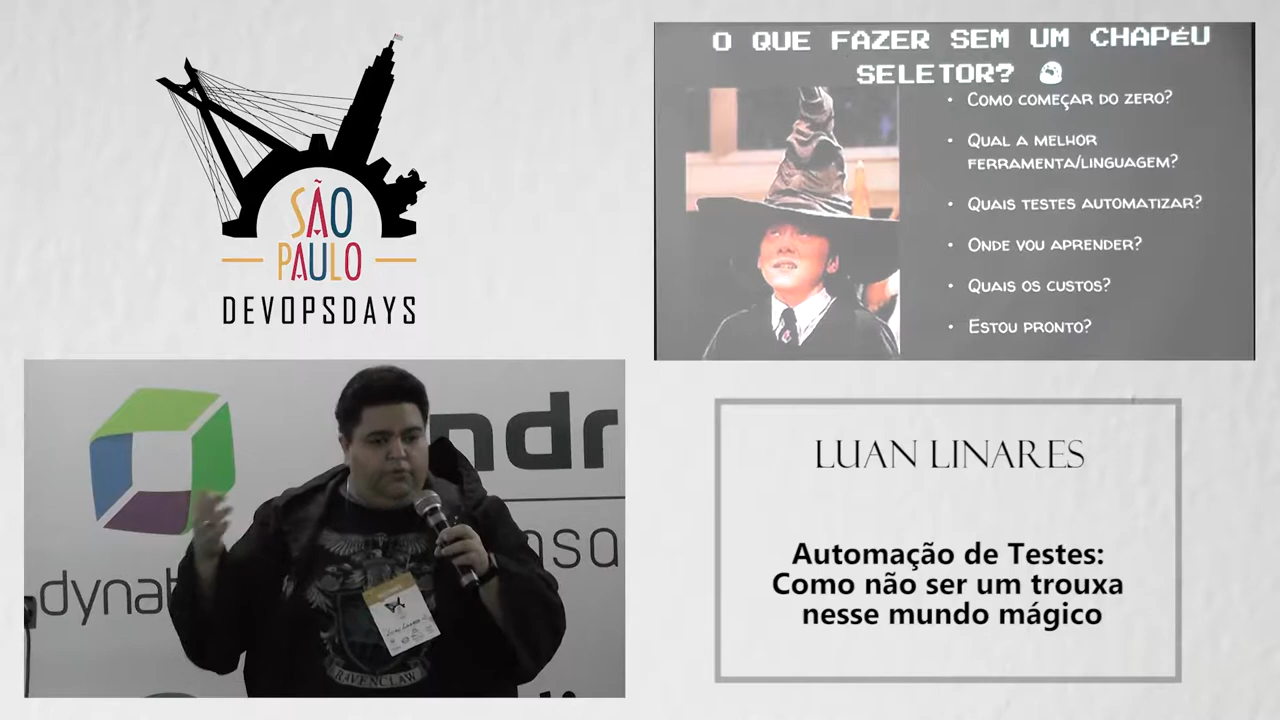 SÃO
PAULO
DEVOPSDAYS
O QUE FAZER SEM UM CHAPÉU
SELETOR?
• COMO COMEÇAR DO ZERO?
• QUAL A MELHOR
FERRAMENTA/LINGUAGEM?
• QUAIS TESTES AUTOMATIZAR?
• ONDE VOU APRENDER?
• QUAIS OS CUSTOS?
• ESTOU PRONTO?
ndr
nsa
dynat
RAVENCLAW
LUAN LINARES
Automação de Testes:
Como não ser um trouxa
nesse mundo mágico